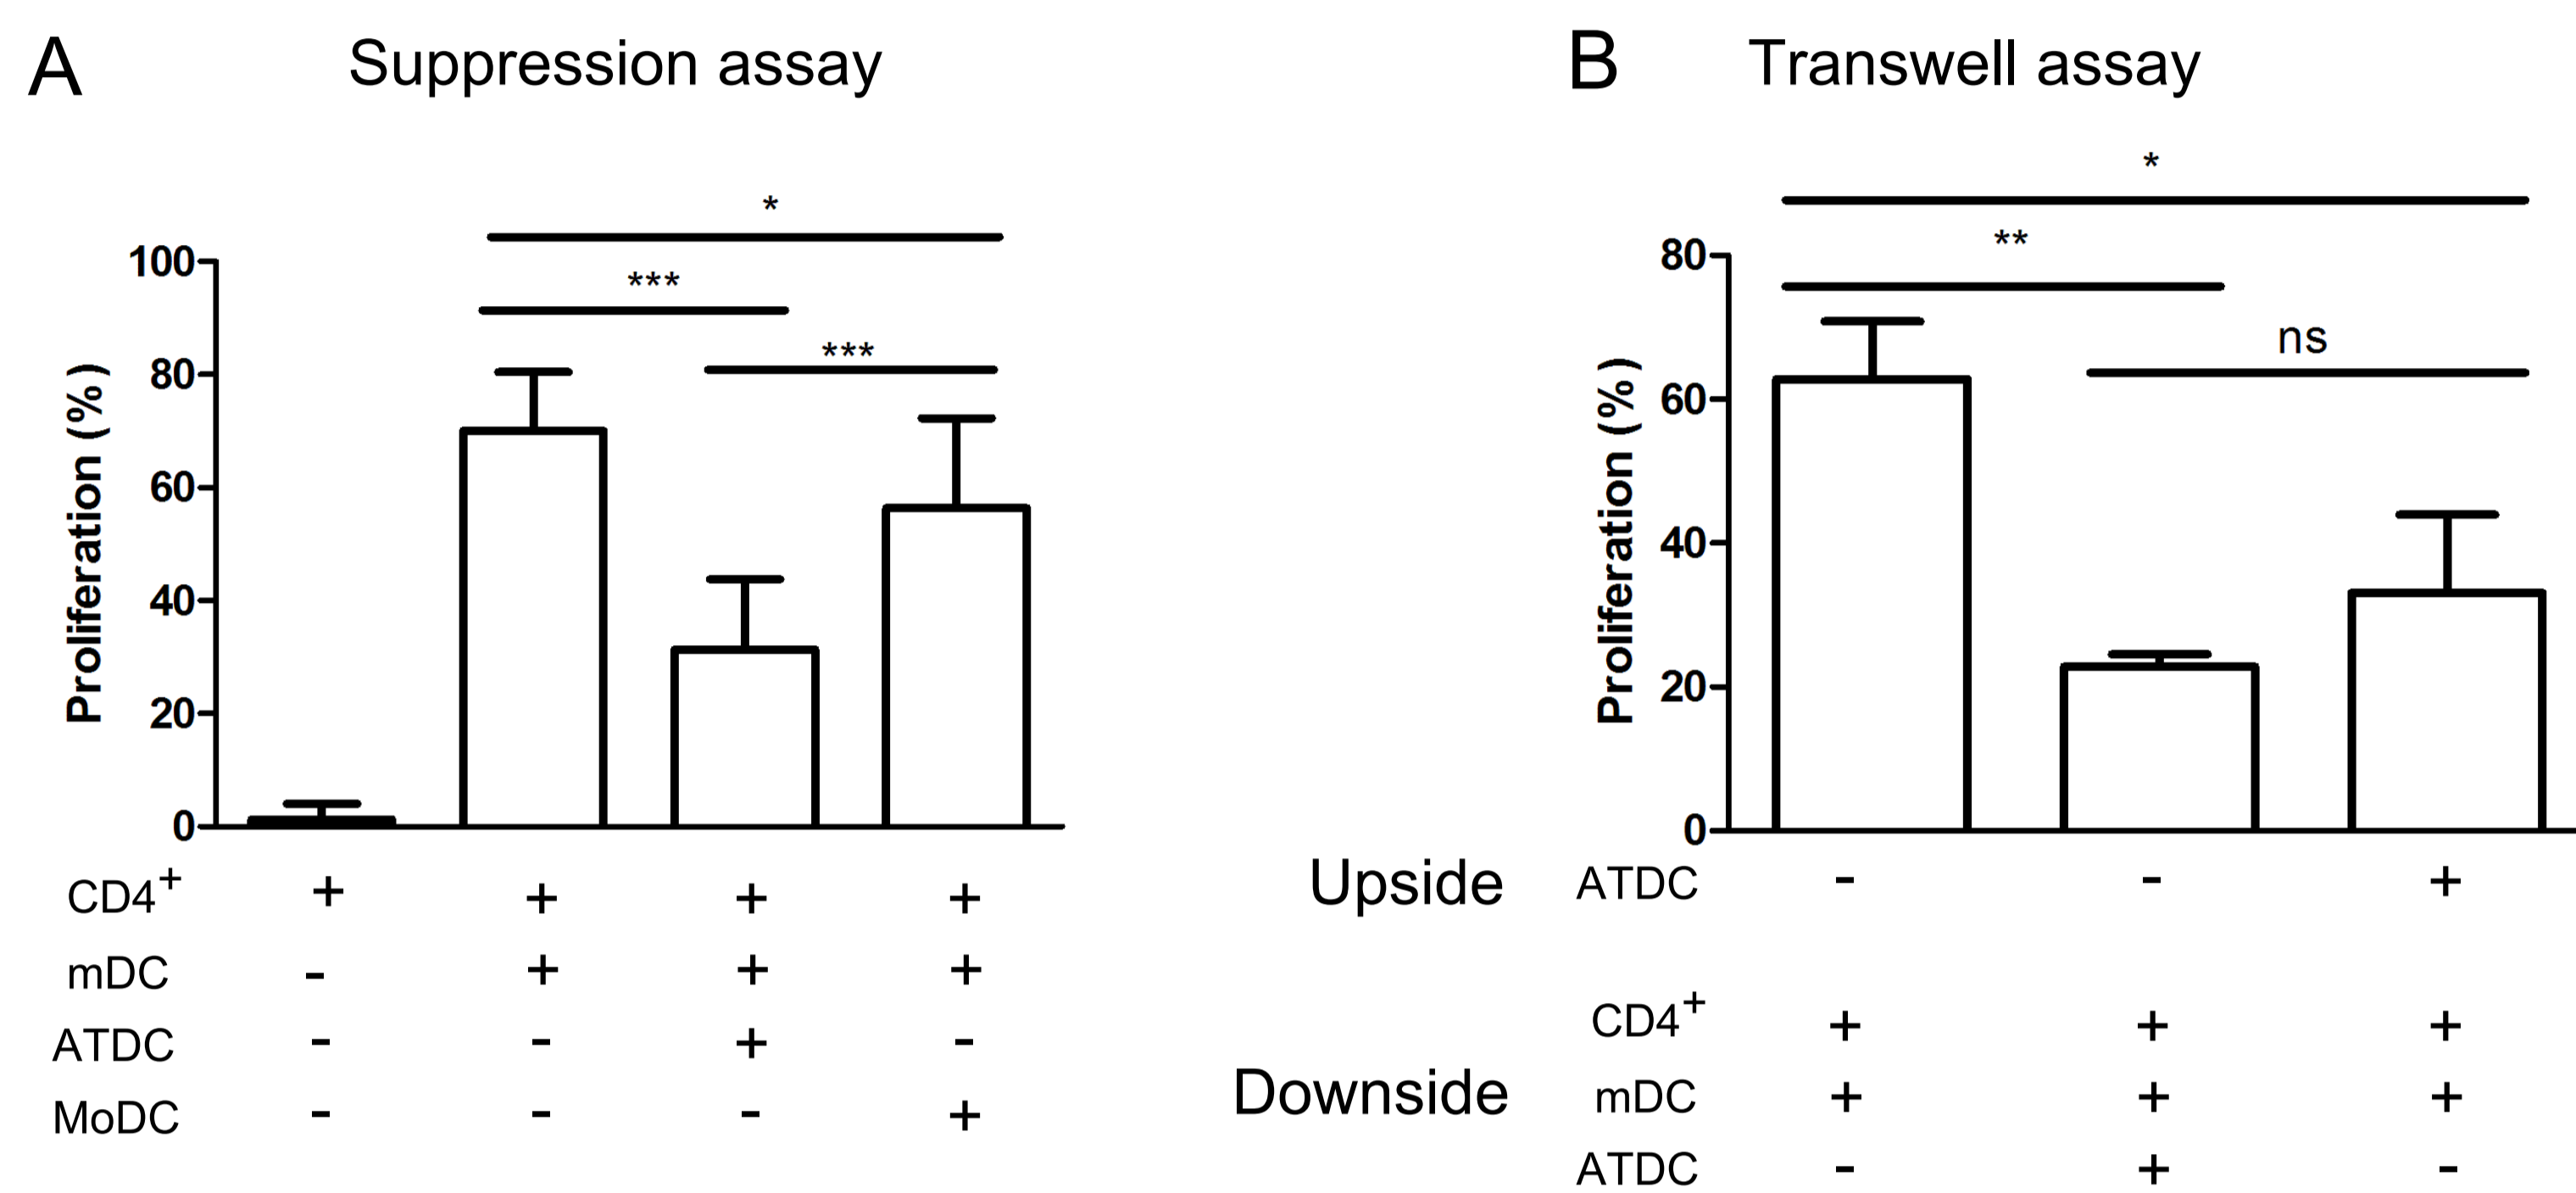 A Suppression assay
*
***
***
Proliferation (%)
100
80
60
40
20
0
CD4⁺ + + + +
mDC - + + +
ATDC - - + -
MoDC - - - +
B Transwell assay
*
**
ns
Proliferation (%)
80
60
40
20
0
Upside ATDC - - +
CD4⁺ + + +
Downside mDC + + +
ATDC - + -